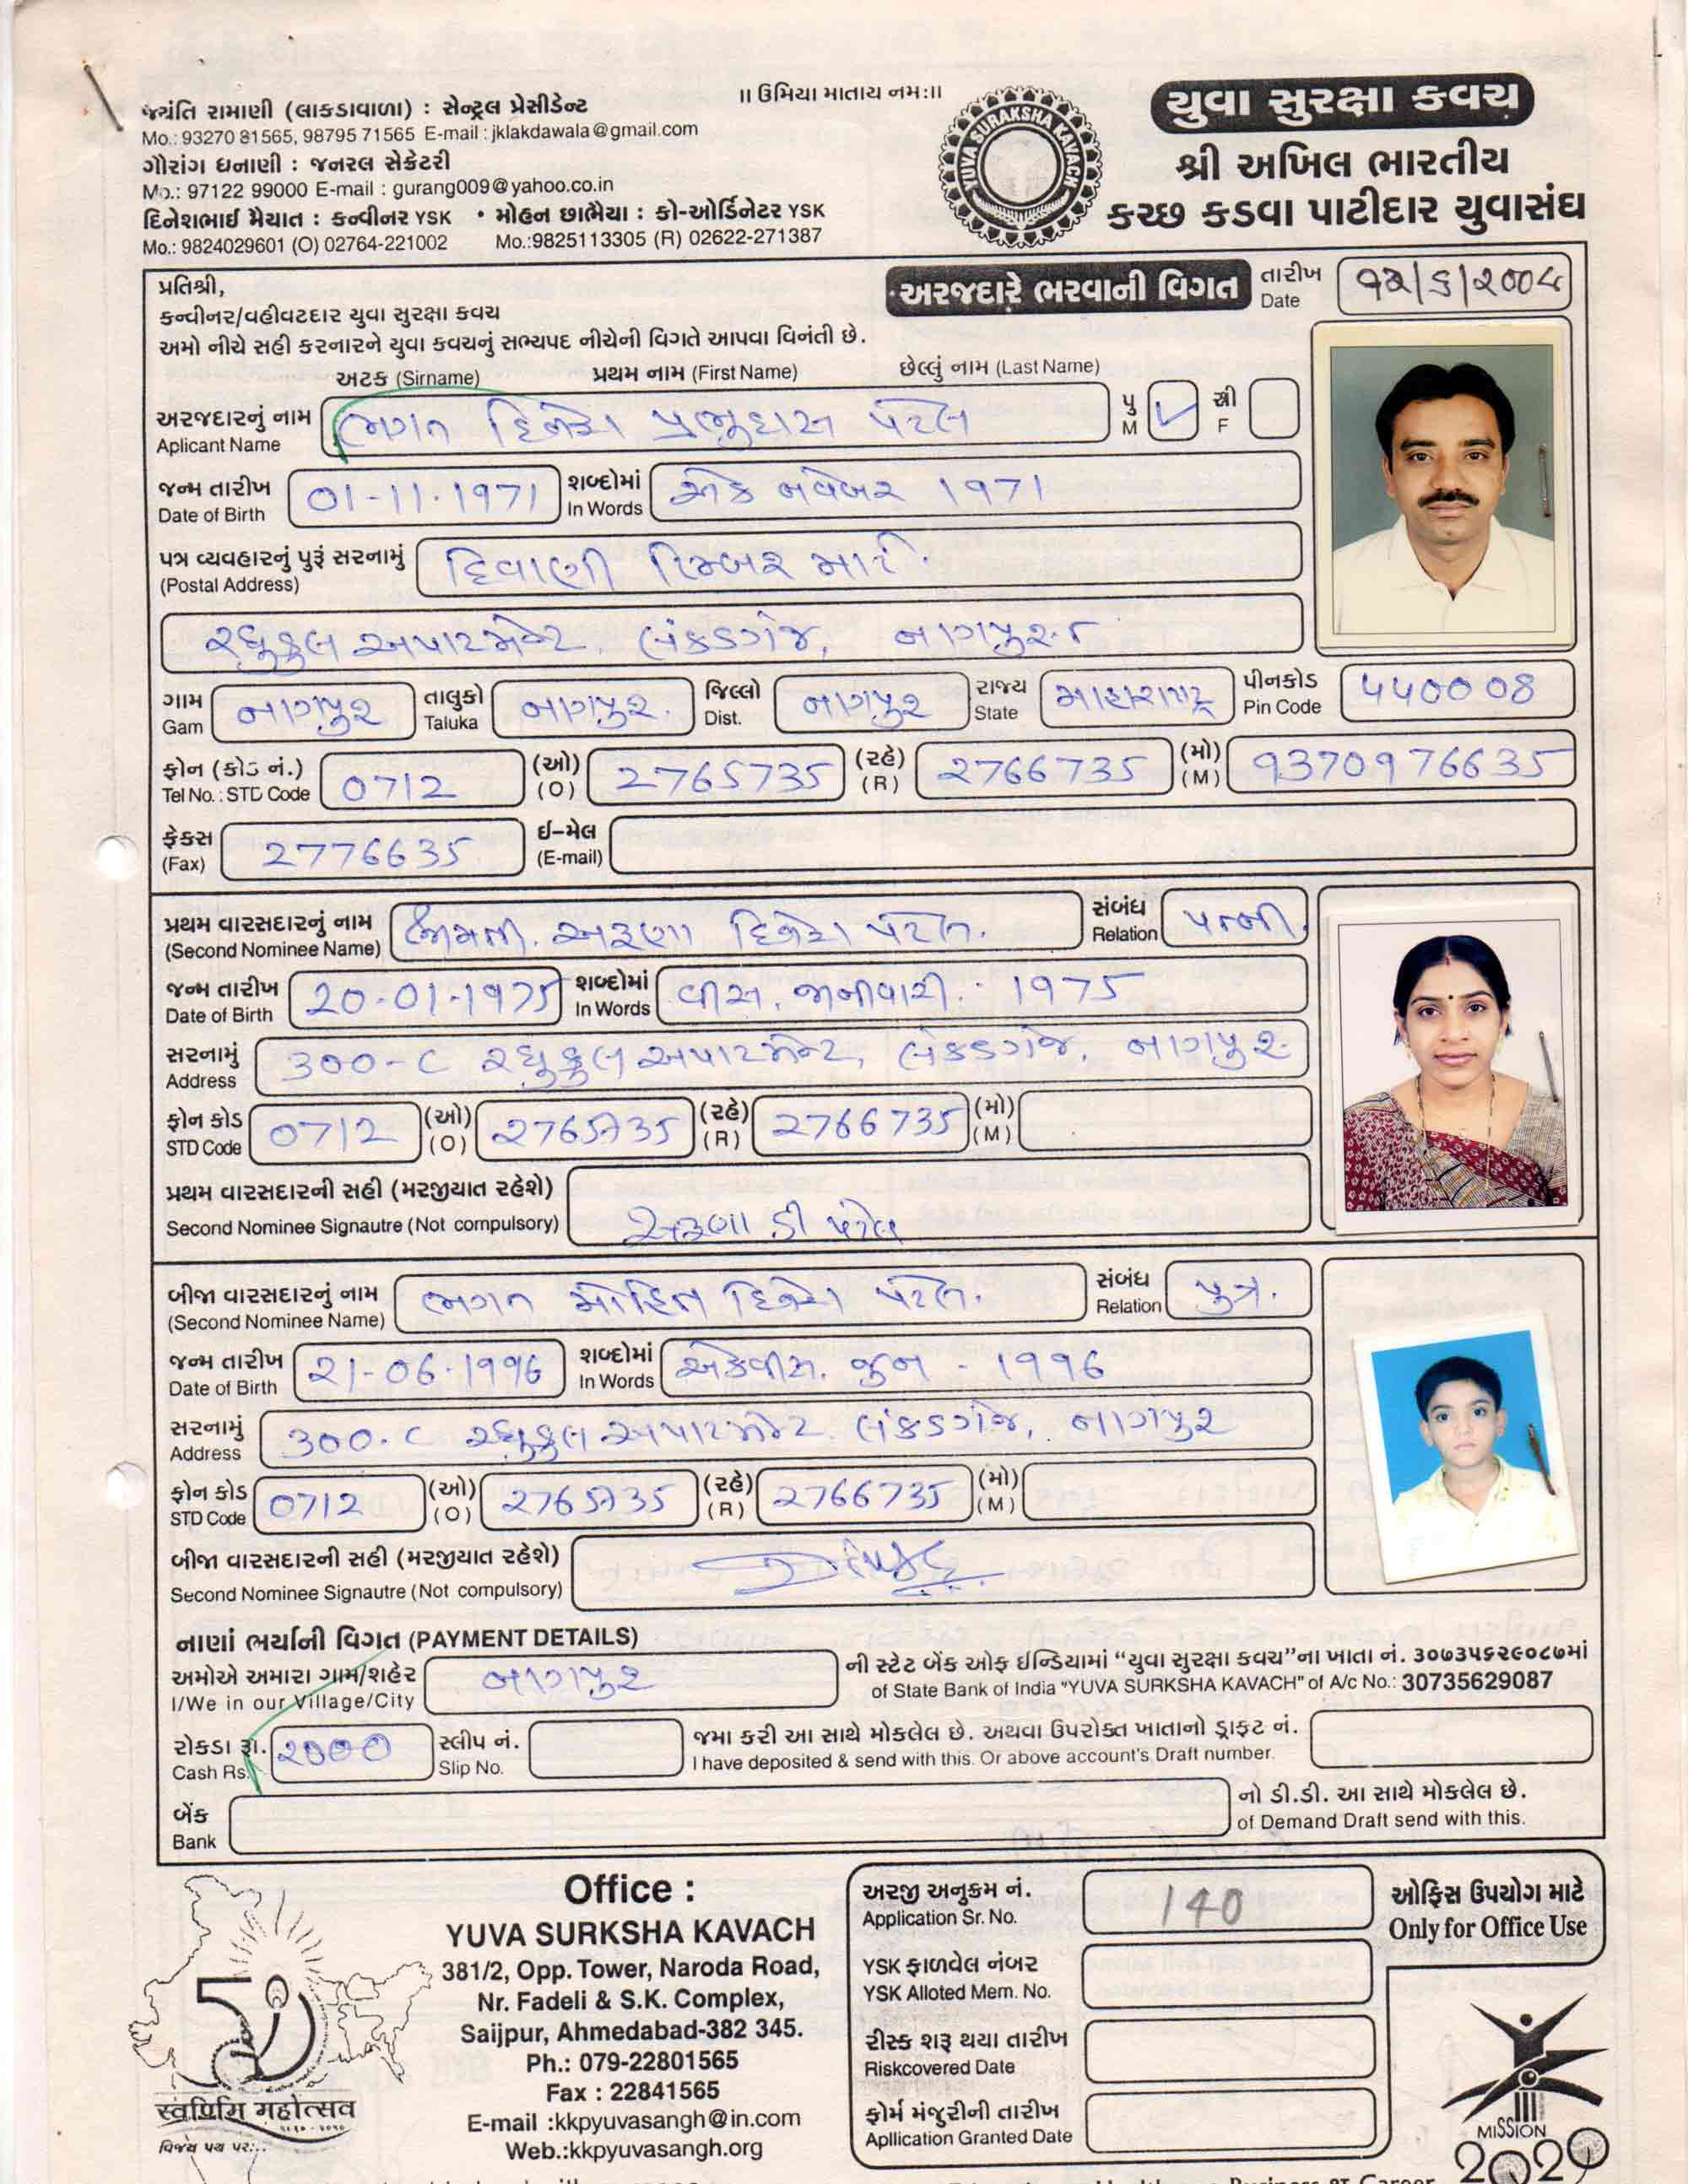 ॥ ઉમિયા માતાય નમ:॥
જયંતિ રામાણી (લાકડાવાળા) : સેન્ટ્રલ પ્રેસીડેન્ટ
Mo.: 93270 81565, 98795 71565 E-mail : jklakdawala@gmail.com
ગૌરાંગ ધનાણી : જનરલ સેક્રેટરી
Mo.: 97122 99000 E-mail : gurang009@yahoo.co.in
દિનેશભાઈ મૈયાત : કન્વીનર YSK • મોહન ધાભૈયા : કો-ઓર્ડિનેટર YSK
Mo.: 9824029601 (O) 02764-221002 Mo.:9825113305 (R) 02622-271387
YUVA SURAKSHA KAVACH
યુવા સુરક્ષા કવચ
શ્રી અખિલ ભારતીય
કચ્છ કડવા પાટીદાર યુવાસંઘ
પ્રતિશ્રી,
અરજદારે ભરવાની વિગત તારીખ
Date
કન્વીનર/વહીવટદાર યુવા સુરક્ષા કવચ
અમો નીચે સહી કરનારને યુવા કવચનું સભ્યપદ નીચેની વિગતે આપવા વિનંતી છે.
અટક (Sirname) પ્રથમ નામ (First Name) છેલ્લું નામ (Last Name)
અરજદારનું નામ ભગત દિનેશ પ્રભુદાસ પટેલ પુ સ્ત્રી
Aplicant Name M F
જન્મ તારીખ 01-11-1971 શબ્દોમાં એક નવેમ્બર 1971
Date of Birth In Words
પત્ર વ્યવહારનું પુરૂં સરનામું દિવાણી ટિમ્બર માર્ટ.
(Postal Address)
રઘુકુલ અપાર્ટમેન્ટ, લકડગંજ, નાગપુર
ગામ નાગપુર તાલુકો નાગપુર જિલ્લો નાગપુર રાજ્ય મહારાષ્ટ્ર પીનકોડ 440008
Gam Taluka Dist. State Pin Code
ફોન (કોડ નં.) 0712 (ઓ) 2765735 (રહે) 2766735 (મો) 9370976635
Tel No. : STD Code (O) (R) (M)
ફેકસ 2776635 ઈ-મેલ
(Fax) (E-mail)
પ્રથમ વારસદારનું નામ શ્રીમતી. અરૂણા દિનેશ પટેલ. સંબંધ પત્ની
(Second Nominee Name) Relation
જન્મ તારીખ 20-01-1975 શબ્દોમાં વીસ. જાનીવારી. 1975
Date of Birth In Words
સરનામું 300-C રઘુકુલ અપાર્ટમેન્ટ, લકડગંજ, નાગપુર
Address
ફોન કોડ 0712 (ઓ) 2765735 (રહે) 2766735 (મો)
STD Code (O) (R) (M)
પ્રથમ વારસદારની સહી (મરજીયાત રહેશે)
Second Nominee Signautre (Not compulsory) અરૂણા ડી પટેલ
બીજા વારસદારનું નામ ભગત મોહિત દિનેશ પટેલ. સંબંધ પુત્ર.
(Second Nominee Name) Relation
જન્મ તારીખ 21-06-1996 શબ્દોમાં એકવીસ. જુન - 1996
Date of Birth In Words
સરનામું 300-C રઘુકુલ અપાર્ટમેન્ટ લકડગંજ, નાગપુર
Address
ફોન કોડ 0712 (ઓ) 2765735 (રહે) 2766735 (મો)
STD Code (O) (R) (M)
બીજા વારસદારની સહી (મરજીયાત રહેશે)
Second Nominee Signautre (Not compulsory)
નાણાં ભર્યાની વિગત (PAYMENT DETAILS)
અમોએ અમારા ગામ/શહેર નાગપુર ની સ્ટેટ બેંક ઓફ ઈન્ડિયામાં “યુવા સુરક્ષા કવચ”ના ખાતા નં. ૩૦૭૩૫૬૨૯૦૮૭માં
I/We in our Village/City of State Bank of India "YUVA SURKSHA KAVACH" of A/c No.: 30735629087
રોકડા રૂા. 2000 સ્લીપ નં. જમા કરી આ સાથે મોકલેલ છે. અથવા ઉપરોક્ત ખાતાનો ડ્રાફ્ટ નં.
Cash Rs. Slip No. I have deposited & send with this. Or above account's Draft number.
બેંક નો ડી.ડી. આ સાથે મોકલેલ છે.
Bank of Demand Draft send with this.
Office :
YUVA SURKSHA KAVACH
381/2, Opp. Tower, Naroda Road,
Nr. Fadeli & S.K. Complex,
Saijpur, Ahmedabad-382 345.
Ph.: 079-22801565
Fax : 22841565
E-mail :kkpyuvasangh@in.com
Web.:kkpyuvasangh.org
50
महोत्सव
વિજય પથ પર...
અરજી અનુક્રમ નં. 140 ઓફિસ ઉપયોગ માટે
Application Sr. No. Only for Office Use
YSK ફાળવેલ નંબર
YSK Alloted Mem. No.
રીસ્ક શરૂ થયા તારીખ
Riskcovered Date
ફોર્મ મંજુરીની તારીખ
Apllication Granted Date
MISSION
2020